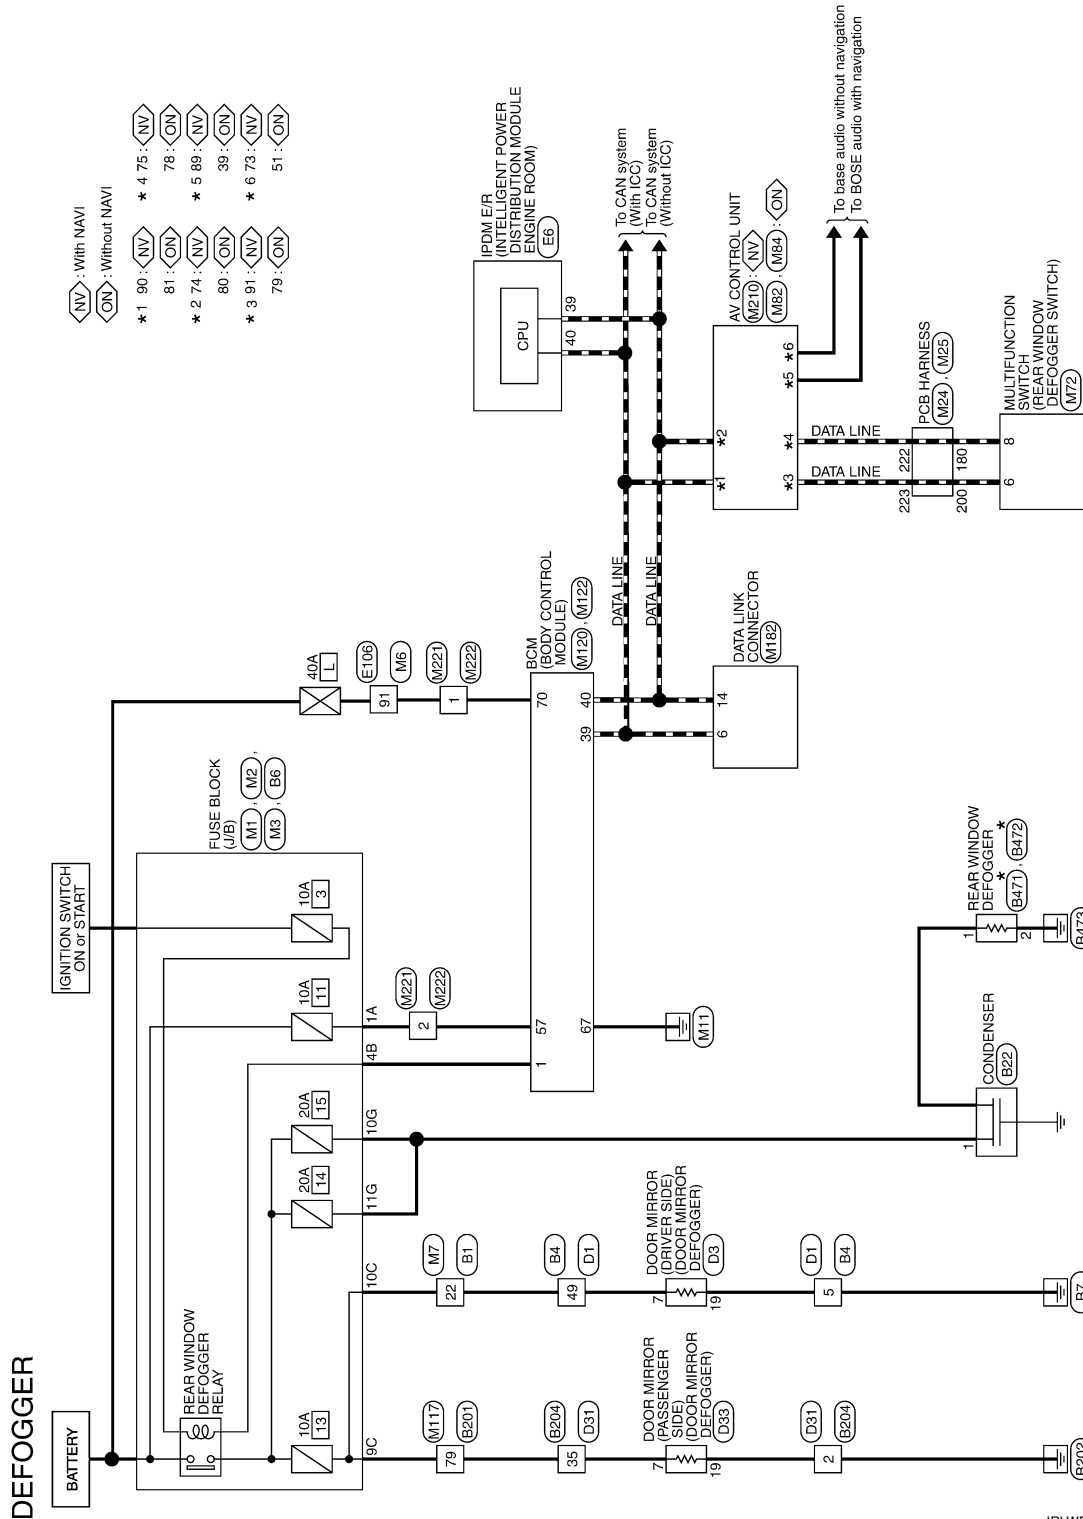 DEFOGGER
BATTERY
IGNITION SWITCH
ON or START
NV : With NAVI
ON : Without NAVI
*1 90 : NV
81 : ON
*2 74 : NV
80 : ON
*3 91 : NV
79 : ON
*4 75 : NV
78 : ON
*5 89 : NV
39 : ON
*6 73 : NV
51 : ON
FUSE BLOCK
(J/B)
M1 , M2 ,
M3 , B6
REAR WINDOW
DEFOGGER
RELAY
10A
13
20A
14
20A
15
10A
11
10A
3
40A
L
9C
10C
11G
10G
4B
1A
E106
91
M6
M221
1
M222
M221
2
M222
M117
79
B201
M7
22
B1
B204
35
D31
B4
49
D1
IPDM E/R
(INTELLIGENT POWER
DISTRIBUTION MODULE
ENGINE ROOM)
E6
CPU
40
39
BCM
(BODY CONTROL
MODULE)
M120 , M122
1
57
70
67
39
40
M11
DATA LINE
DATA LINE
To CAN system
(With ICC)
To CAN system
(Without ICC)
DATA LINK
CONNECTOR
M182
6
14
AV CONTROL UNIT
M210 : NV
M82 , M84 : ON
*1
*2
*3
*4
*5
*6
To base audio without navigation
To BOSE audio with navigation
DATA LINE
DATA LINE
PCB HARNESS
M24 , M25
223
222
200
180
MULTIFUNCTION
SWITCH
(REAR WINDOW
DEFOGGER SWITCH)
M72
6
8
DOOR MIRROR
(PASSENGER
SIDE)
(DOOR MIRROR
DEFOGGER)
D33
7
19
DOOR MIRROR
(DRIVER SIDE)
(DOOR MIRROR
DEFOGGER)
D3
7
19
D31
2
B204
D1
5
B4
CONDENSER
B22
1
REAR WINDOW
DEFOGGER
* *
B471 , B472
1
2
B473
B7